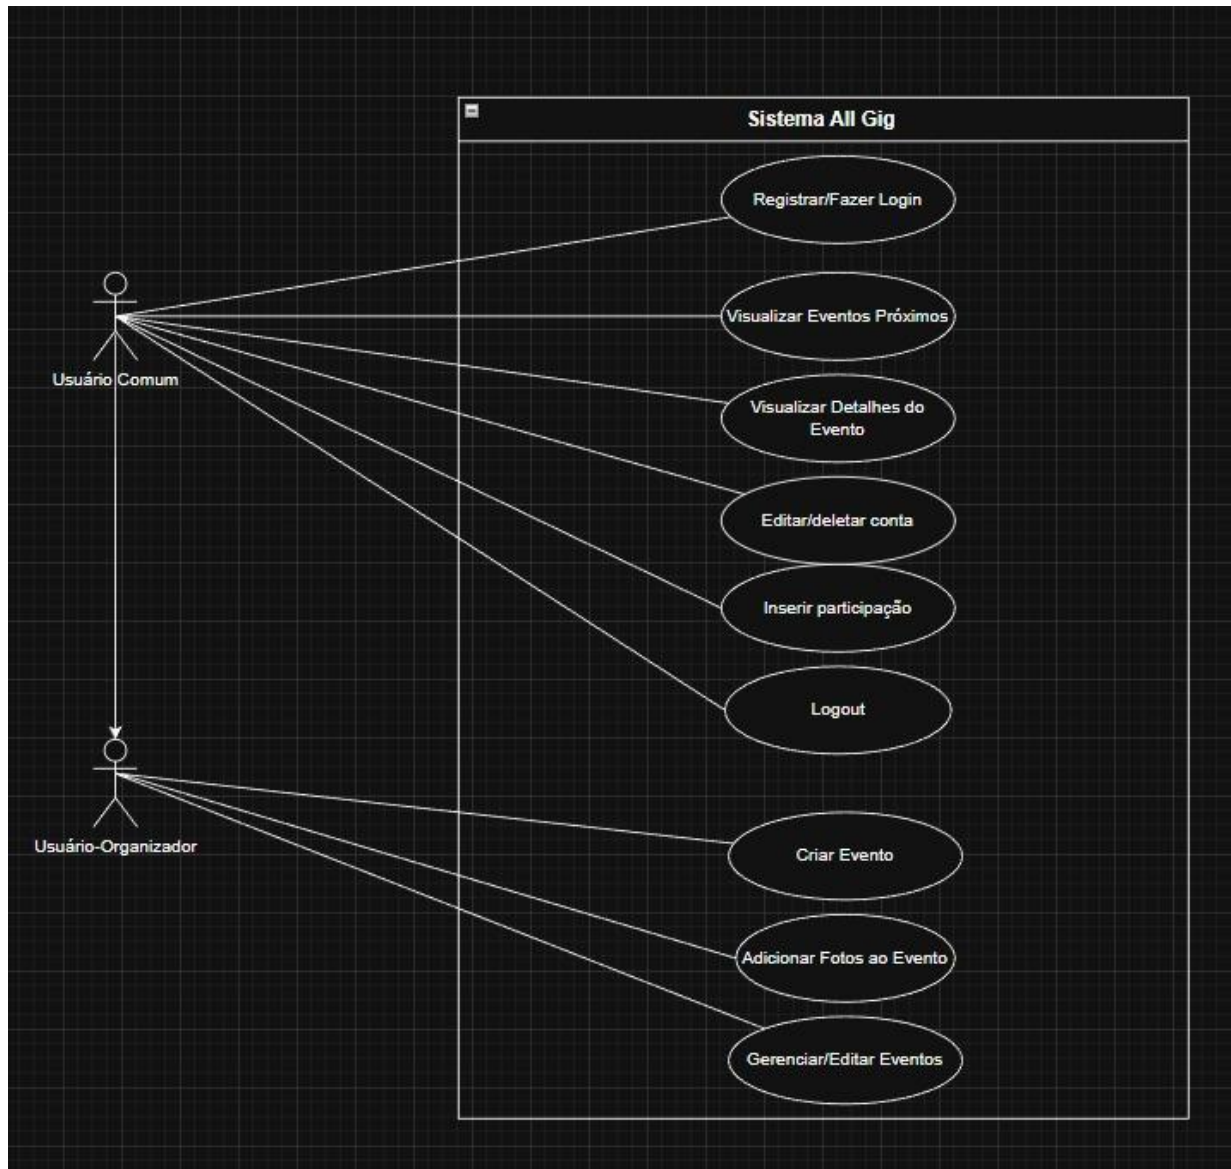 Sistema All Gig
Registrar/Fazer Login
Visualizar Eventos Próximos
Usuário Comum
Visualizar Detalhes do
Evento
Editar/deletar conta
Inserir participação
Logout
Usuário-Organizador
Criar Evento
Adicionar Fotos ao Evento
Gerenciar/Editar Eventos